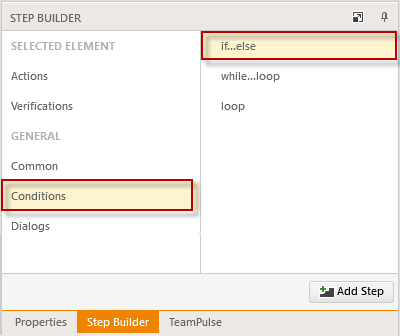 STEP BUILDER
SELECTED ELEMENT
Actions
Verifications
GENERAL
Common
Conditions
Dialogs
if...else
while...loop
loop
Add Step
Properties
Step Builder
TeamPulse